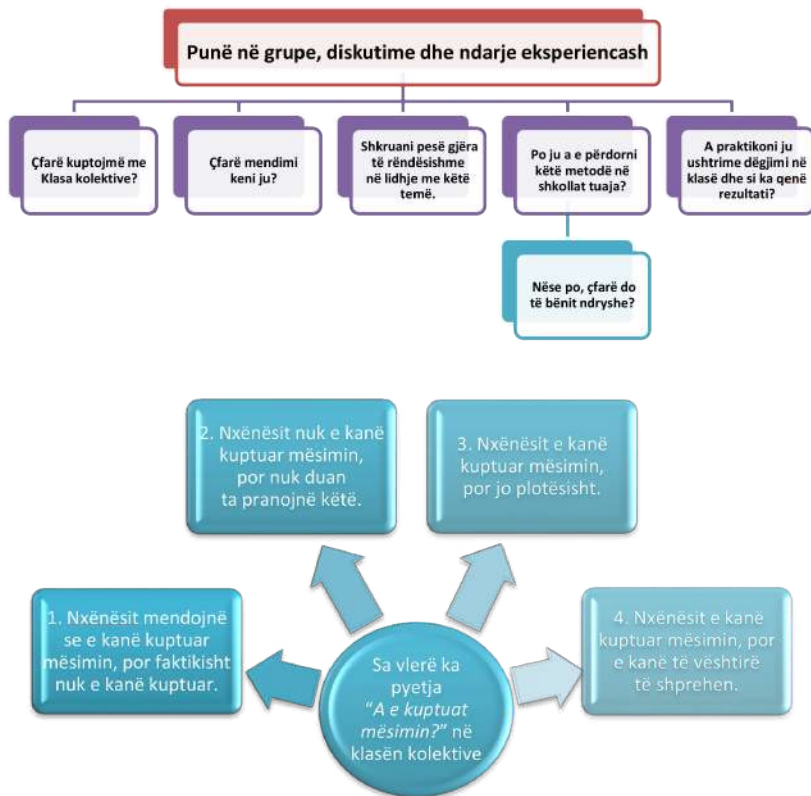 Punë në grupe, diskutime dhe ndarje eksperiencash
Çfarë kuptojmë me
Klasa kolektive?
Çfarë mendimi
keni ju?
Shkruani pesë gjëra
të rëndësishme
në lidhje me këtë
temë.
Po ju a e përdorni
këtë metodë në
shkollat tuaja?
A praktikoni ju
ushtrime dëgjimi në
klasë dhe si ka qenë
rezultati?
Nëse po, çfarë do
të bënit ndryshe?
2. Nxënësit nuk e kanë
kuptuar mësimin,
por nuk duan
ta pranojnë këtë.
3. Nxënësit e kanë
kuptuar mësimin,
por jo plotësisht.
1. Nxënësit mendojnë
se e kanë kuptuar
mësimin, por faktikisht
nuk e kanë kuptuar.
4. Nxënësit e kanë
kuptuar mësimin, por
e kanë të vështirë
të shprehen.
Sa vlerë ka
pyetja
“A e kuptuat
mësimin?” në
klasën kolektive